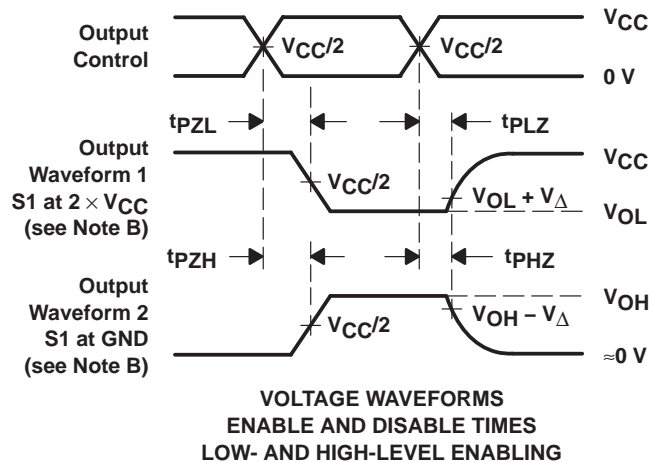 Output
Control
VCC/2
VCC/2
VCC
0 V
tPZL
tPLZ
Output
Waveform 1
S1 at 2 × VCC
(see Note B)
VCC/2
VCC
VOL + VΔ
VOL
tPZH
tPHZ
Output
Waveform 2
S1 at GND
(see Note B)
VCC/2
VOH
VOH − VΔ
≈0 V
VOLTAGE WAVEFORMS
ENABLE AND DISABLE TIMES
LOW- AND HIGH-LEVEL ENABLING